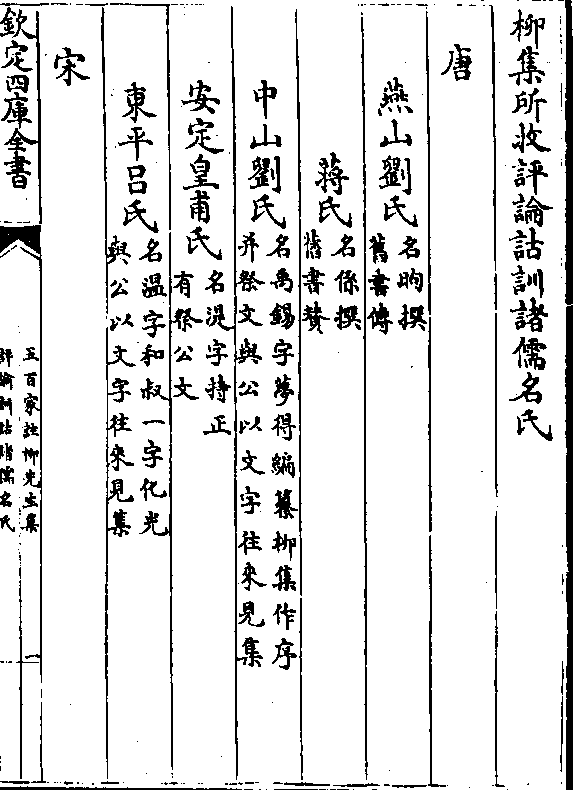 柳集所收評論詁訓諸儒名氏
唐
燕山劉氏名昫撰舊書傳
蔣氏名係撰舊書贊
中山劉氏名禹錫字夢得編纂柳集作序并祭文與公以文字往來見集
安定皇甫氏名湜字持正有祭公文
東平呂氏名溫字和叔一字化光與公以文字往來見集
宋
欽定四庫全書
五百家註柳先生集
評論訓詁諸儒名氏
一